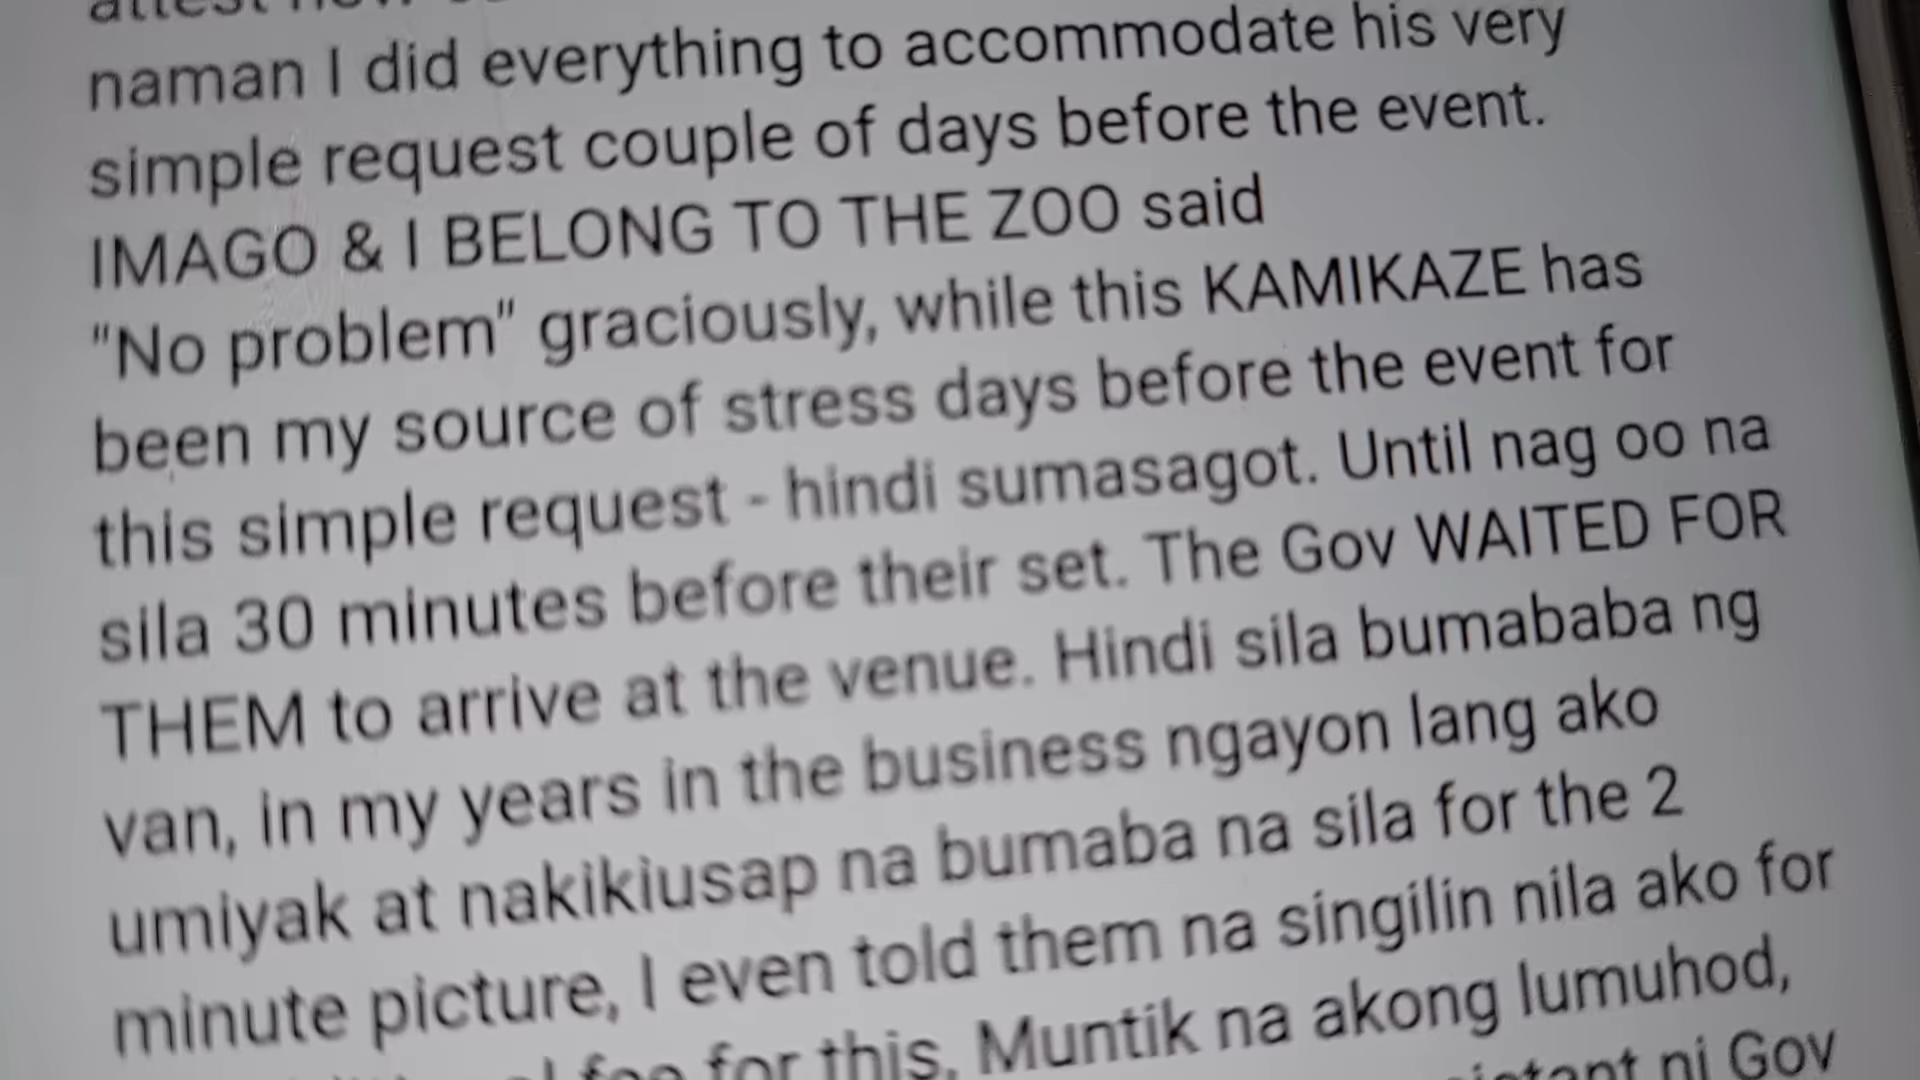 naman I did everything to accommodate his very
simple request couple of days before the event.
IMAGO & I BELONG TO THE ZOO said
"No problem" graciously, while this KAMIKAZE has
been my source of stress days before the event for
this simple request - hindi sumasagot. Until nag oo na
sila 30 minutes before their set. The Gov WAITED FOR
THEM to arrive at the venue. Hindi sila bumababa ng
van, in my years in the business ngayon lang ako
umiyak at nakikiusap na bumaba na sila for the 2
minute picture, I even told them na singilin nila ako for
fee for this. Muntik na akong lumuhod,
ni Gov